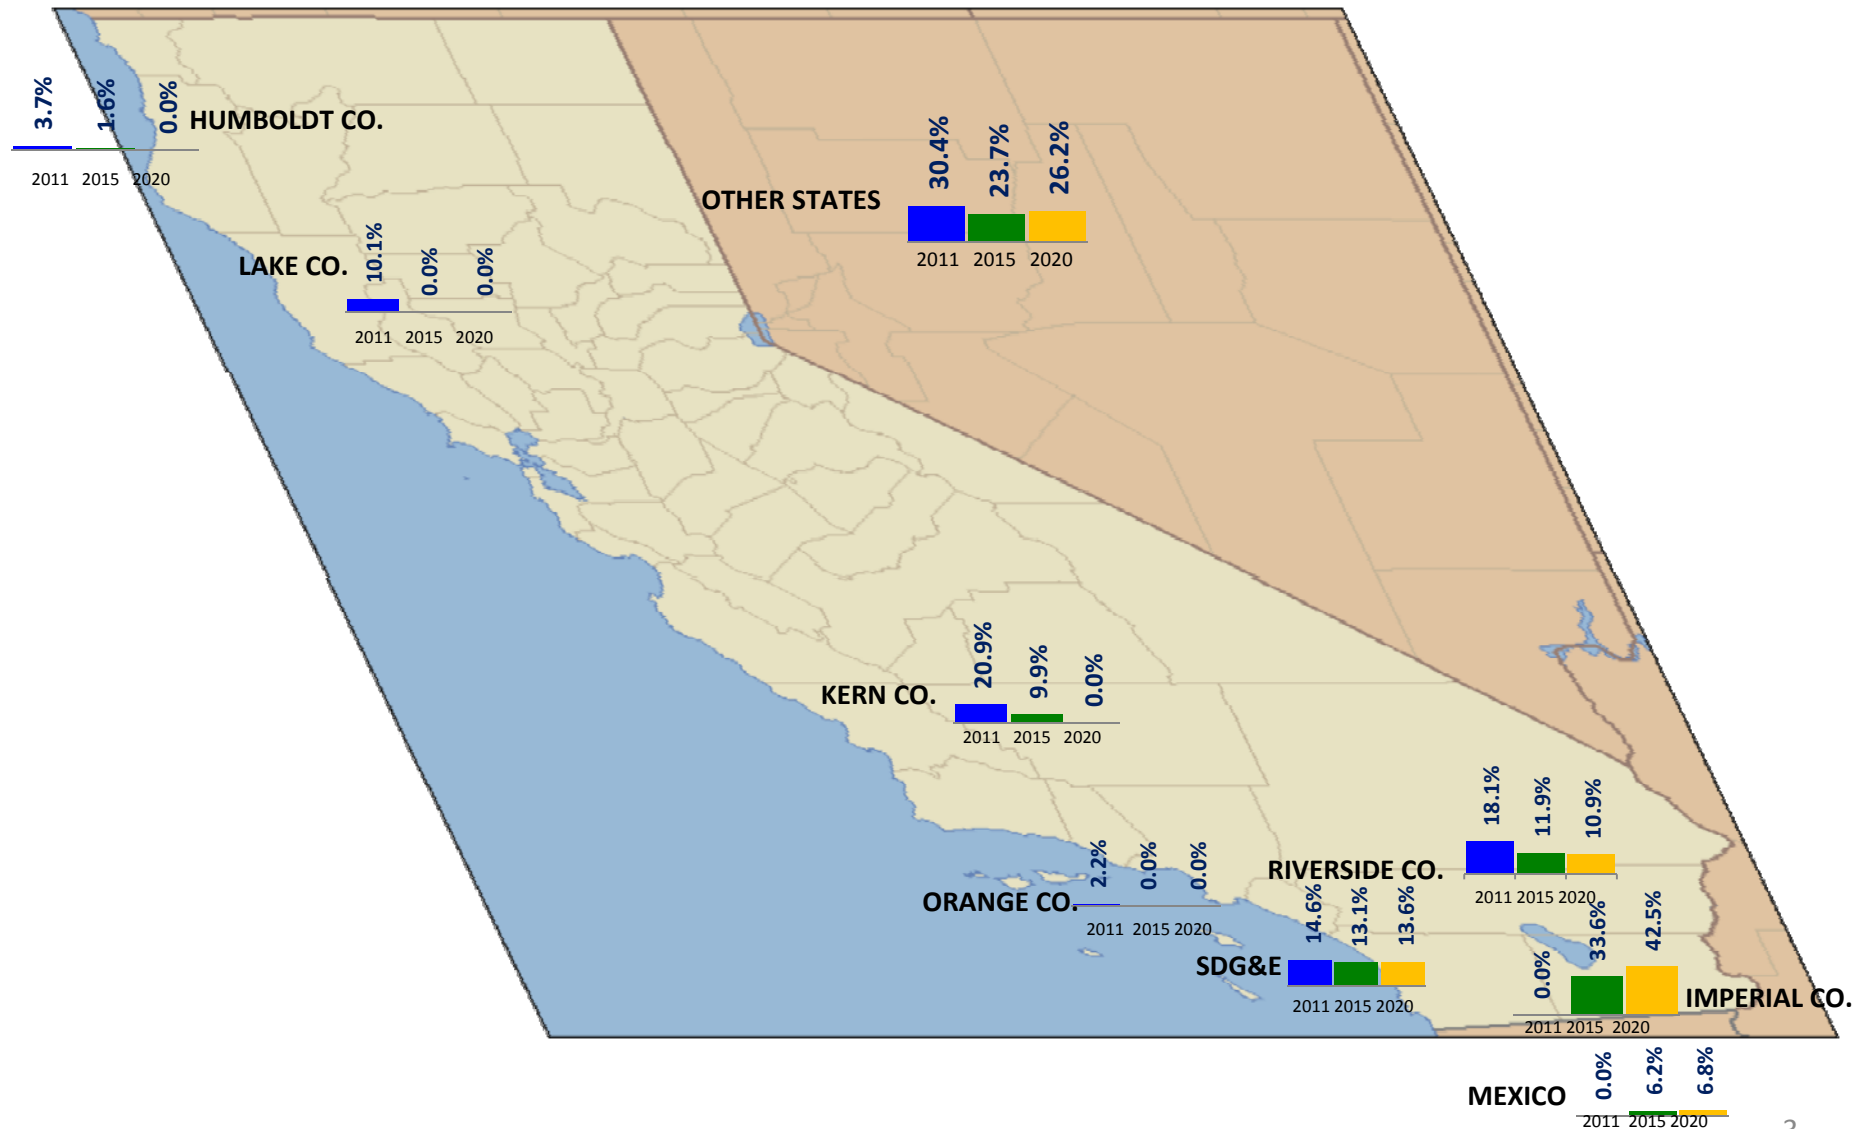 3.7% 1.6% 0.0%
HUMBOLDT CO.
2011 2015 2020
30.4% 23.7% 26.2%
OTHER STATES
2011 2015 2020
10.1% 0.0% 0.0%
LAKE CO.
2011 2015 2020
20.9% 9.9% 0.0%
KERN CO.
2011 2015 2020
18.1% 11.9% 10.9%
RIVERSIDE CO.
2011 2015 2020
2.2% 0.0% 0.0%
ORANGE CO.
2011 2015 2020
14.6% 13.1% 13.6%
SDG&E
2011 2015 2020
0.0% 33.6% 42.5%
IMPERIAL CO.
2011 2015 2020
0.0% 6.2% 6.8%
MEXICO
2011 2015 2020